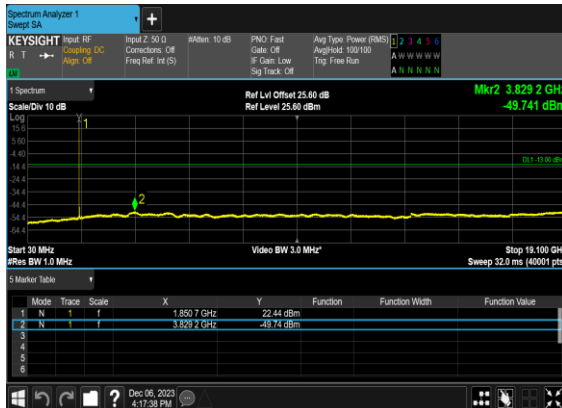 Spectrum Analyzer 1
Swept SA
KEYSIGHT
R T
Input: RF
Coupling: DC
Align: Off
Input Z: 50 Ω
Corrections: Off
Freq Ref: Int (S)
#Atten: 10 dB
PNO: Fast
Gate: Off
IF Gain: Low
Sig Track: Off
Avg Type: Power (RMS)
Avg|Hold: 100/100
Trig: Free Run
1 2 3 4 5 6
A W W W W W
A N N N N N
1 Spectrum
Scale/Div 10 dB
Ref Lvl Offset 25.60 dB
Ref Level 25.60 dBm
Mkr2 3.829 2 GHz
-49.741 dBm
Log
15.6
5.60
-4.40
-14.4
-24.4
-34.4
-44.4
-54.4
-64.4
1
2
DL1 -13.00 dBm
Start 30 MHz
#Res BW 1.0 MHz
Video BW 3.0 MHz*
Stop 19.100 GHz
Sweep 32.0 ms (40001 pts)
5 Marker Table
Mode Trace Scale X Y Function Function Width Function Value
1 N 1 f 1.850 7 GHz 22.44 dBm
2 N 1 f 3.829 2 GHz -49.74 dBm
3
4
5
6
?
Dec 06, 2023
4:17:38 PM